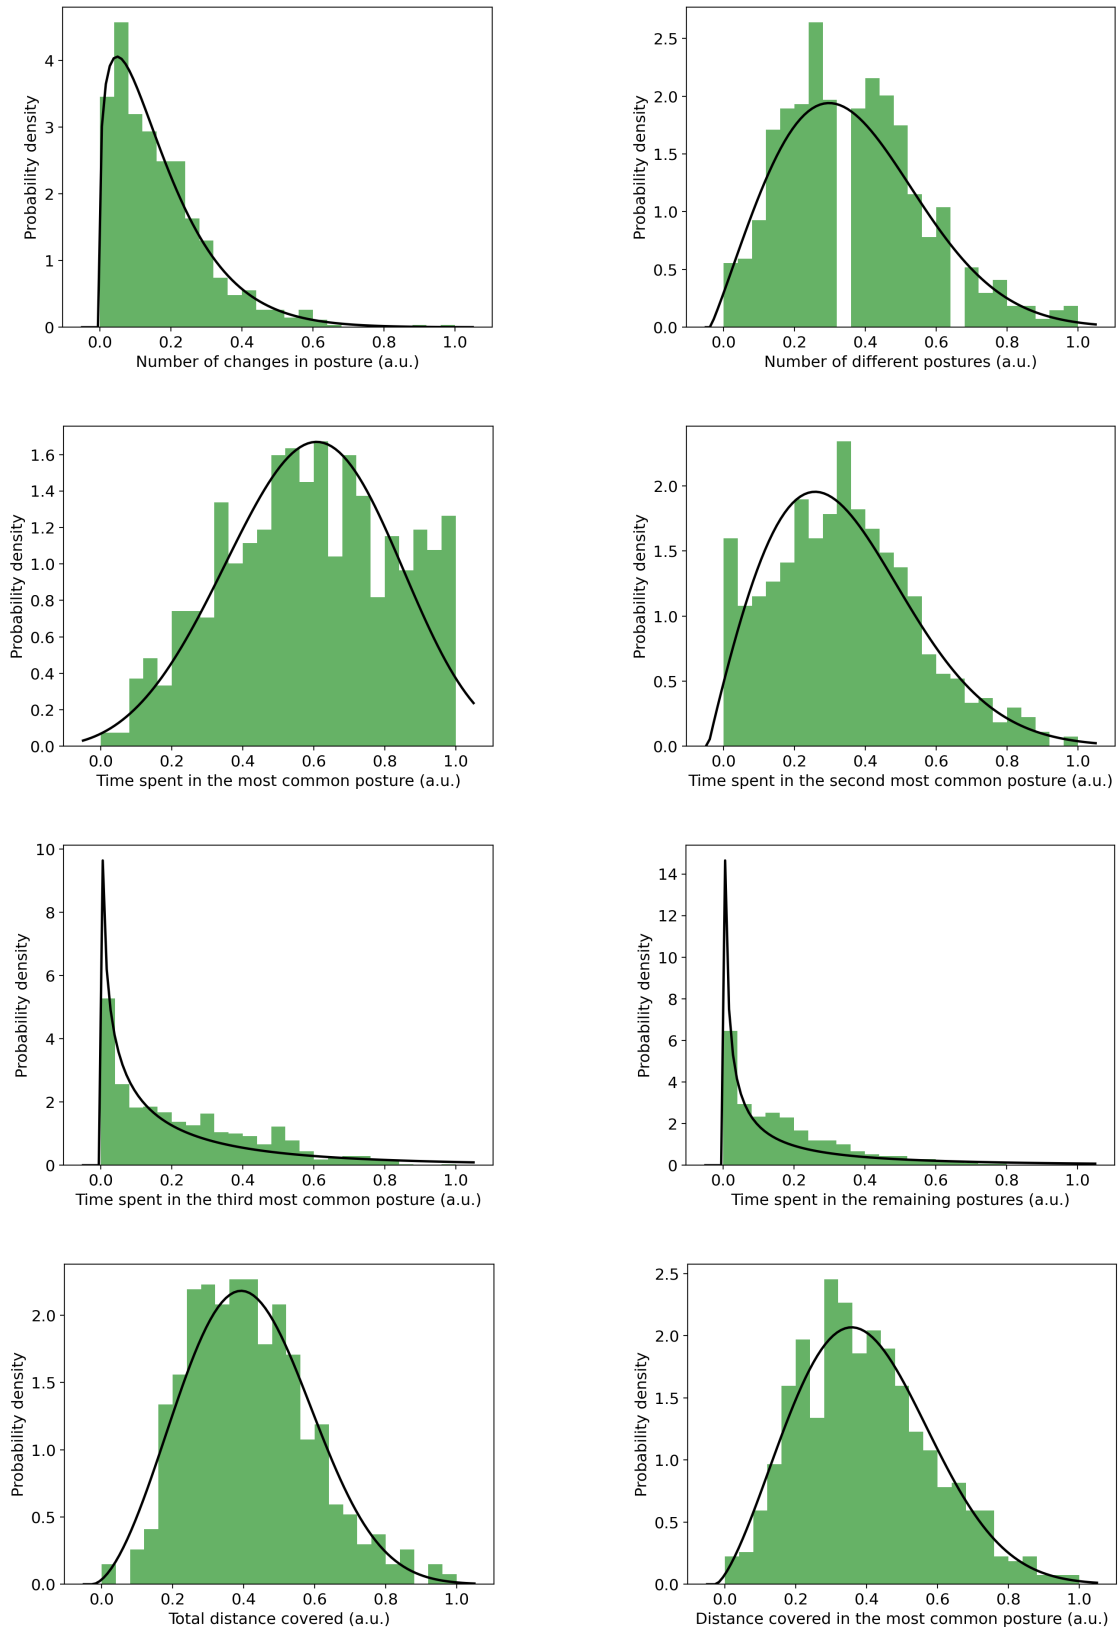 Probability density
4
3
2
1
0
0.0 0.2 0.4 0.6 0.8 1.0
Number of changes in posture (a.u.)
Probability density
2.5
2.0
1.5
1.0
0.5
0.0
0.0 0.2 0.4 0.6 0.8 1.0
Number of different postures (a.u.)
Probability density
1.6
1.4
1.2
1.0
0.8
0.6
0.4
0.2
0.0
0.0 0.2 0.4 0.6 0.8 1.0
Time spent in the most common posture (a.u.)
Probability density
2.0
1.5
1.0
0.5
0.0
0.0 0.2 0.4 0.6 0.8 1.0
Time spent in the second most common posture (a.u.)
Probability density
10
8
6
4
2
0
0.0 0.2 0.4 0.6 0.8 1.0
Time spent in the third most common posture (a.u.)
Probability density
14
12
10
8
6
4
2
0
0.0 0.2 0.4 0.6 0.8 1.0
Time spent in the remaining postures (a.u.)
Probability density
2.0
1.5
1.0
0.5
0.0
0.0 0.2 0.4 0.6 0.8 1.0
Total distance covered (a.u.)
Probability density
2.5
2.0
1.5
1.0
0.5
0.0
0.0 0.2 0.4 0.6 0.8 1.0
Distance covered in the most common posture (a.u.)